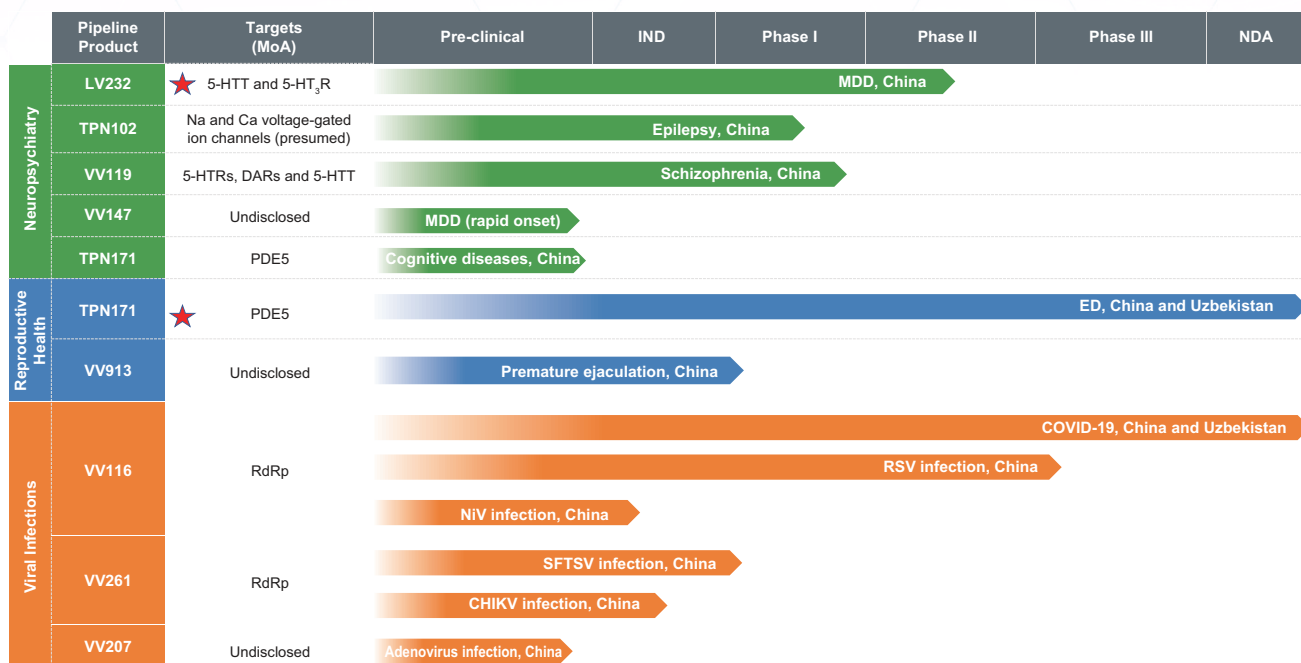 Pipeline
Product
Targets
(MoA)
Pre-clinical
IND
Phase I
Phase II
Phase III
NDA
Neuropsychiatry
LV232
5-HTT and 5-HT₃R
MDD, China
TPN102
Na and Ca voltage-gated
ion channels (presumed)
Epilepsy, China
VV119
5-HTRs, DARs and 5-HTT
Schizophrenia, China
VV147
Undisclosed
MDD (rapid onset)
TPN171
PDE5
Cognitive diseases, China
Reproductive
Health
TPN171
PDE5
ED, China and Uzbekistan
VV913
Undisclosed
Premature ejaculation, China
Viral Infections
VV116
RdRp
COVID-19, China and Uzbekistan
RSV infection, China
NiV infection, China
VV261
RdRp
SFTSV infection, China
CHIKV infection, China
VV207
Undisclosed
Adenovirus infection, China